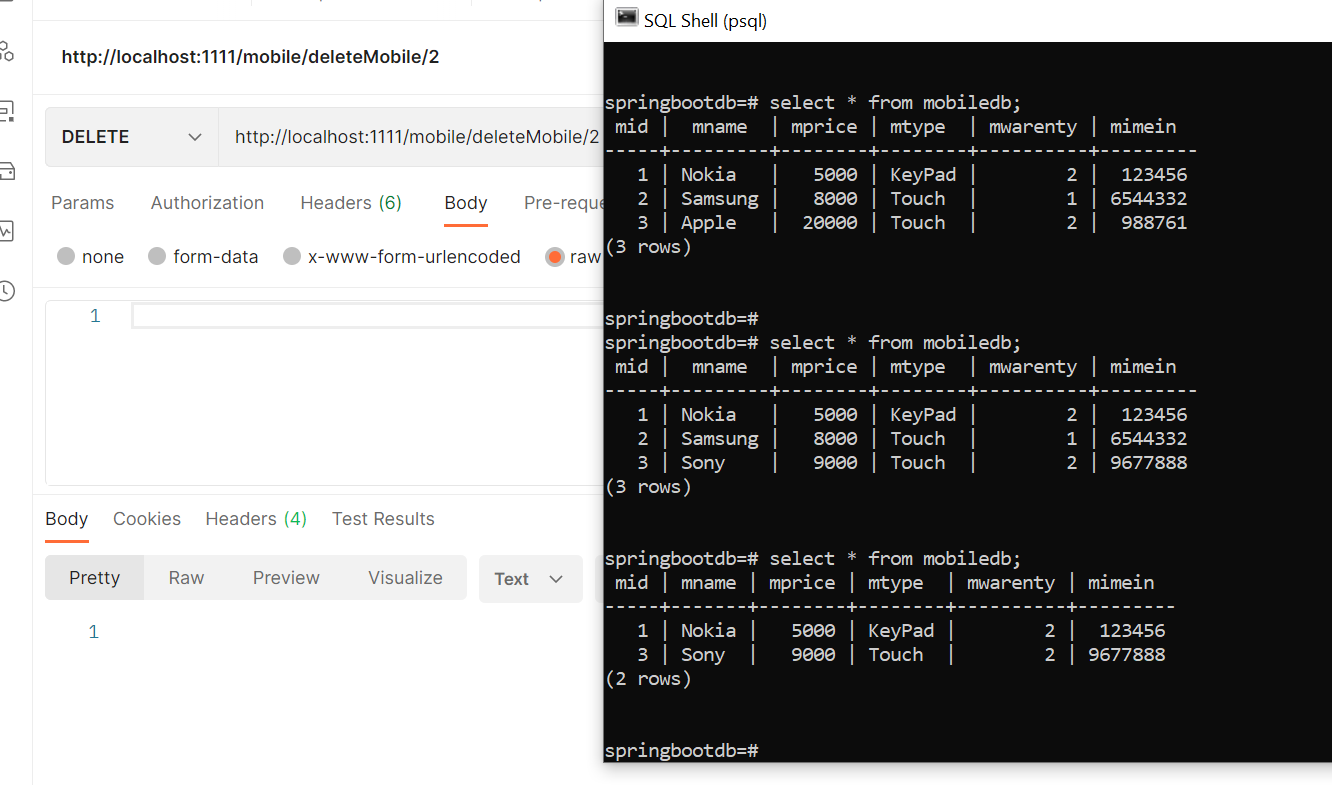 http://localhost:1111/mobile/deleteMobile/2
DELETE http://localhost:1111/mobile/deleteMobile/2
Params Authorization Headers (6) Body Pre-reque
none form-data x-www-form-urlencoded raw
1
Body Cookies Headers (4) Test Results
Pretty Raw Preview Visualize Text
1
SQL Shell (psql)
springbootdb=# select * from mobiledb;
 mid |  mname  | mprice | mtype  | mwarenty | mimein
-----+---------+--------+--------+----------+---------
   1 | Nokia   |   5000 | KeyPad |        2 |  123456
   2 | Samsung |   8000 | Touch  |        1 | 6544332
   3 | Apple   |  20000 | Touch  |        2 |  988761
(3 rows)
springbootdb=#
springbootdb=# select * from mobiledb;
 mid |  mname  | mprice | mtype  | mwarenty | mimein
-----+---------+--------+--------+----------+---------
   1 | Nokia   |   5000 | KeyPad |        2 |  123456
   2 | Samsung |   8000 | Touch  |        1 | 6544332
   3 | Sony    |   9000 | Touch  |        2 | 9677888
(3 rows)
springbootdb=# select * from mobiledb;
 mid | mname | mprice | mtype  | mwarenty | mimein
-----+-------+--------+--------+----------+---------
   1 | Nokia |   5000 | KeyPad |        2 |  123456
   3 | Sony  |   9000 | Touch  |        2 | 9677888
(2 rows)
springbootdb=#